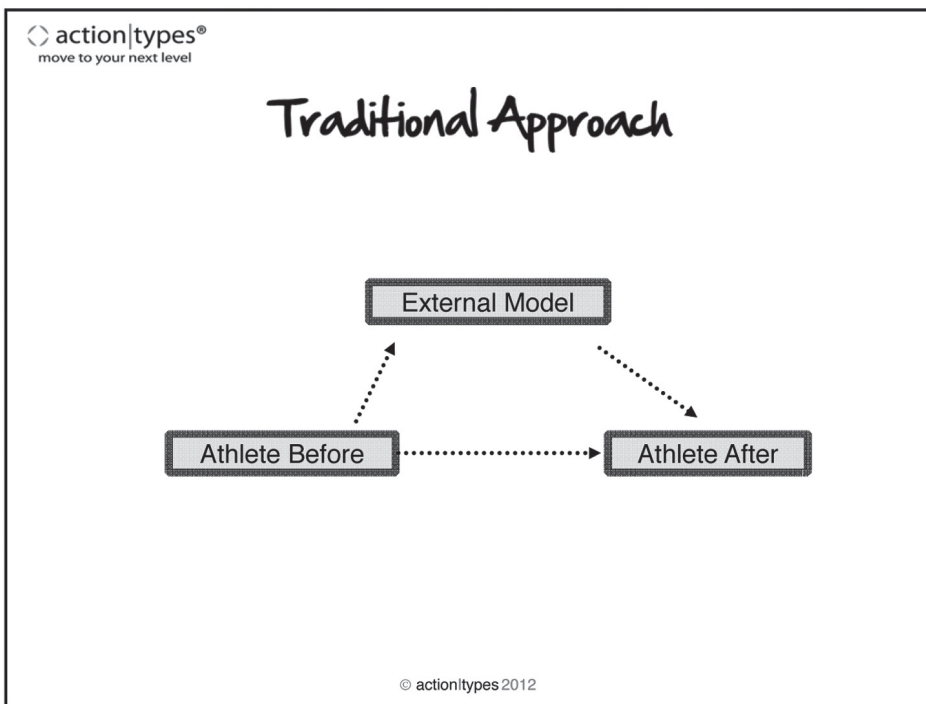 action|types®
move to your next level
Traditional Approach
External Model
Athlete Before
Athlete After
© action|types 2012